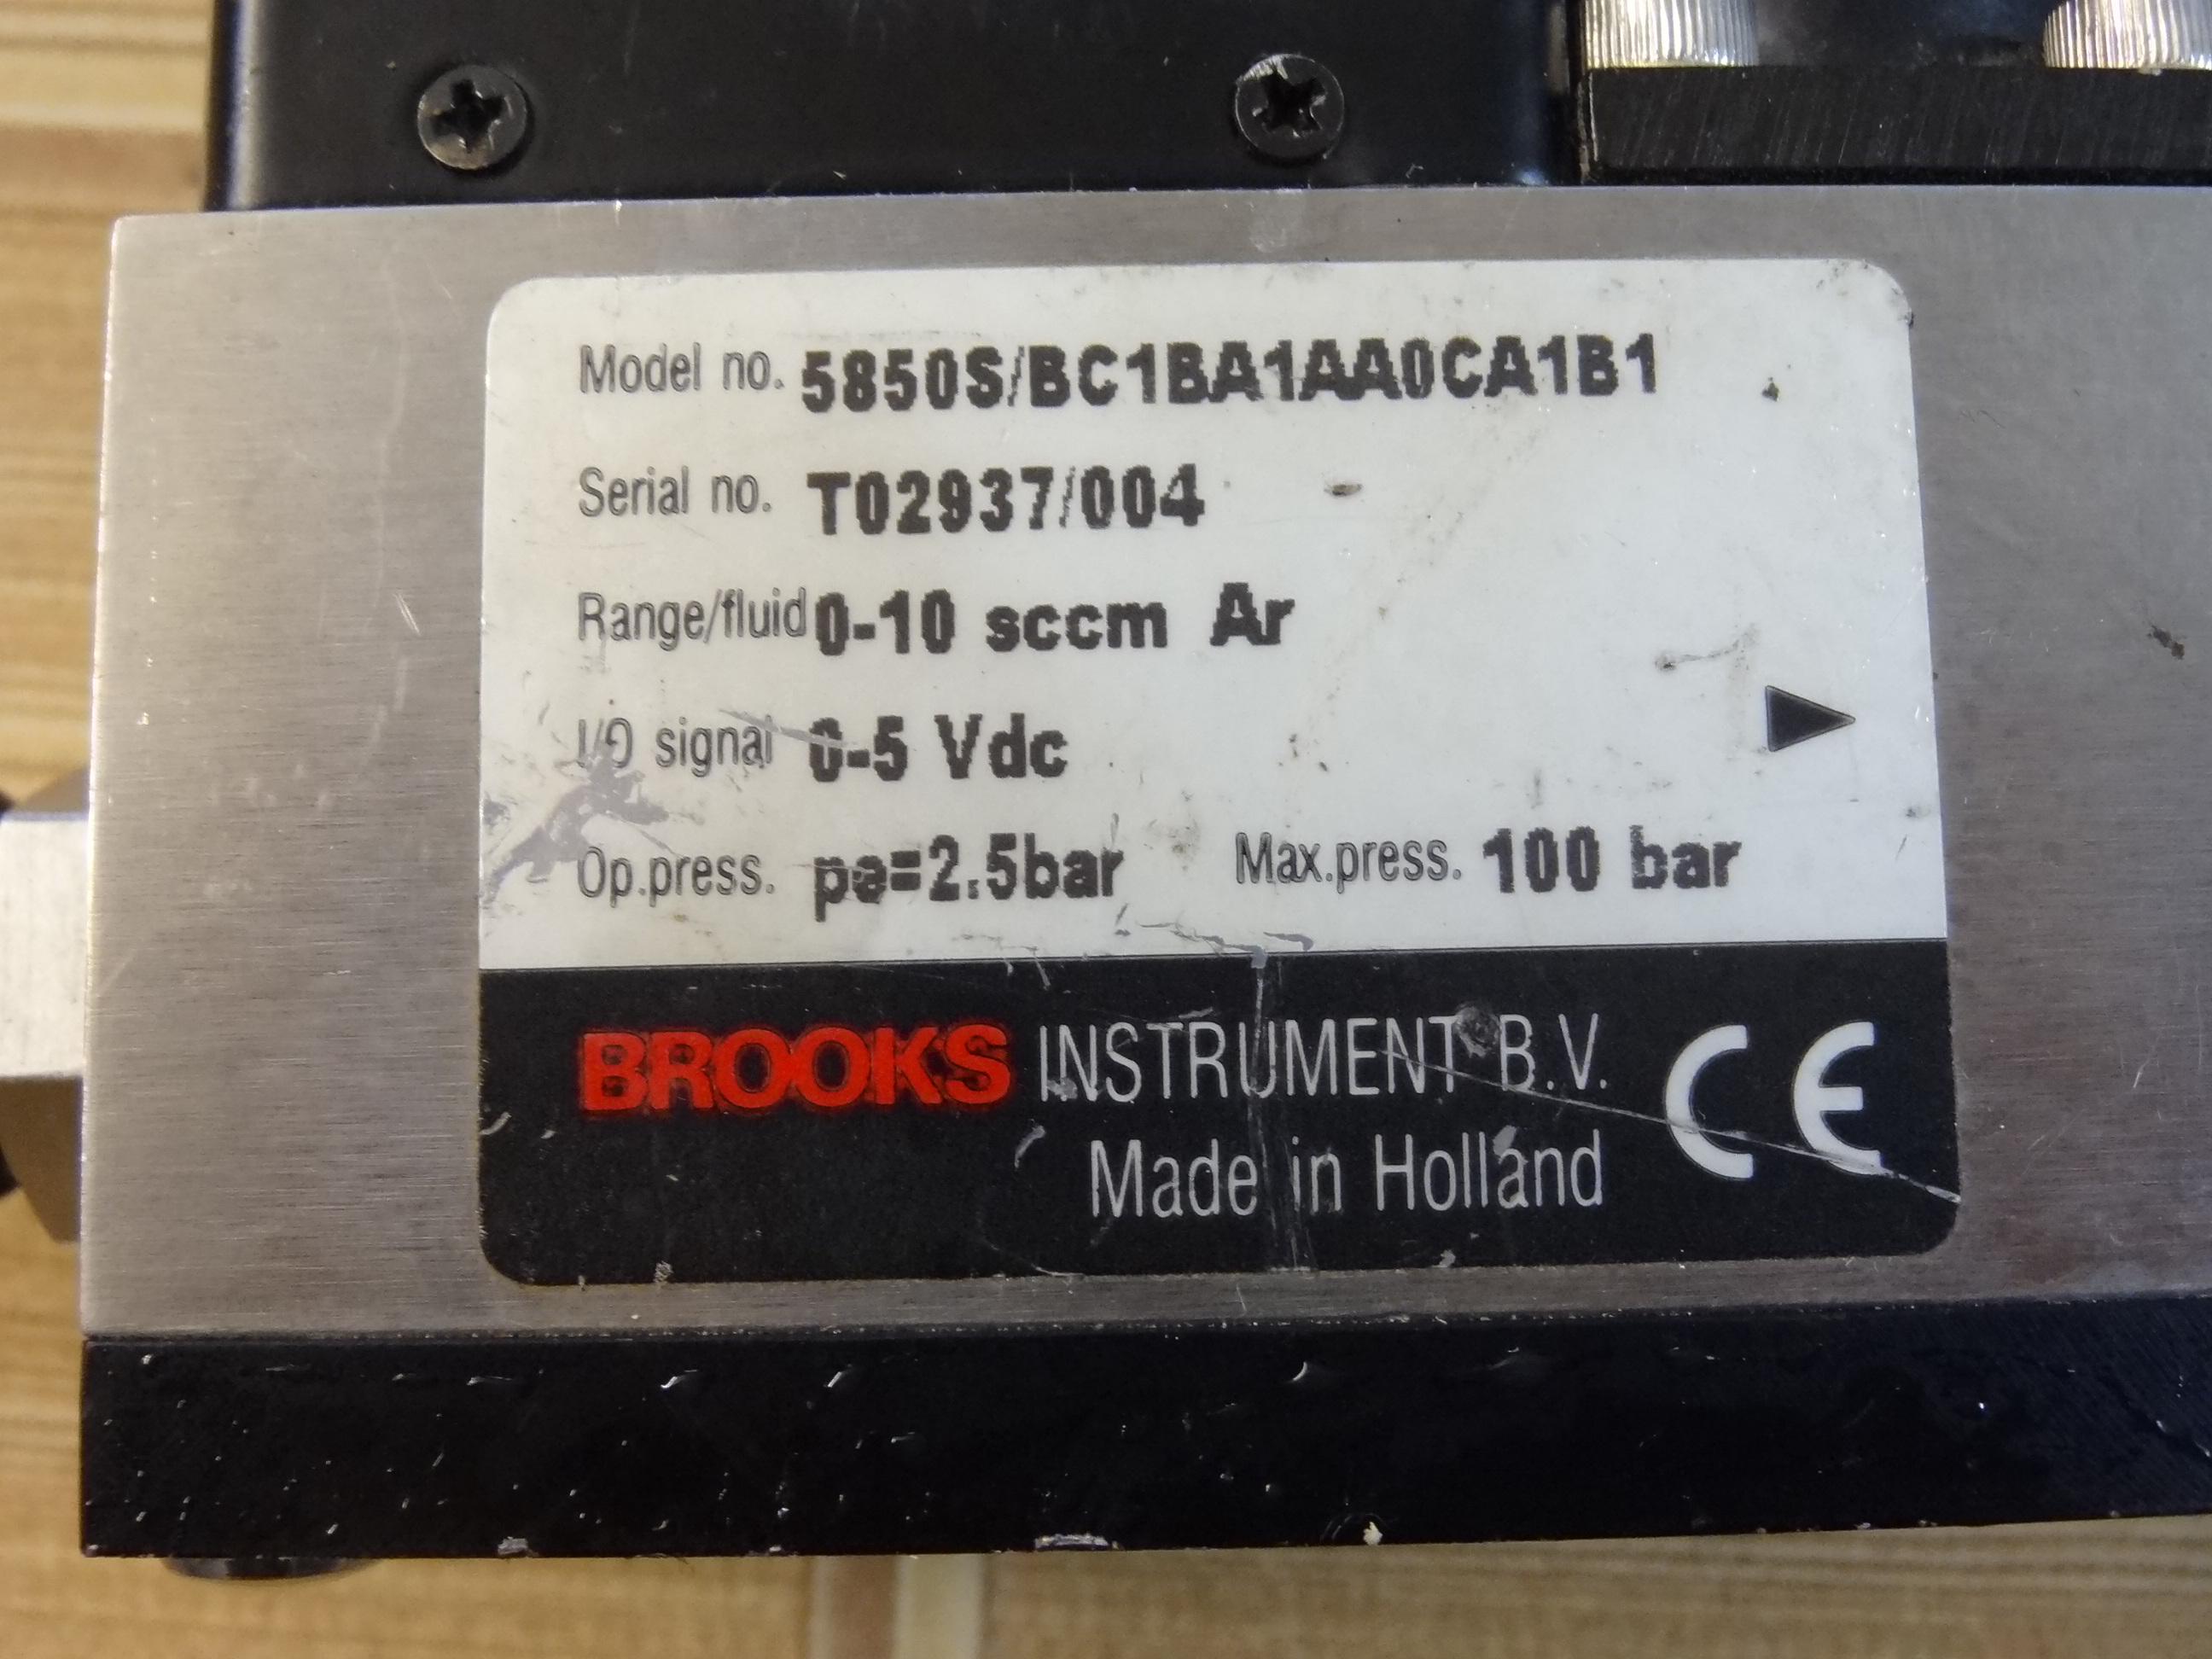 Model no. 5850S/BC1BA1AA0CA1B1
Serial no. T02937/004
Range/fluid 0-10 sccm Ar
I/O signal 0-5 Vdc
Op.press. pe=2.5bar Max.press. 100 bar
BROOKS INSTRUMENT B.V.
Made in Holland
CE